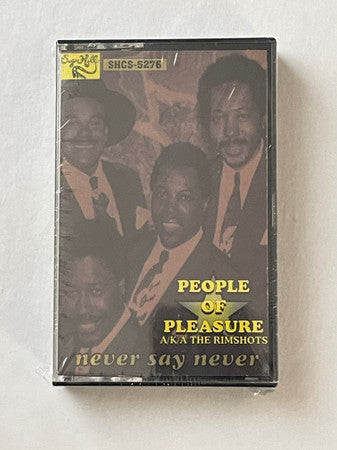 Sugar Hill
SHCS-5276
PEOPLE
OF
PLEASURE
A/K/A THE RIMSHOTS
never say never